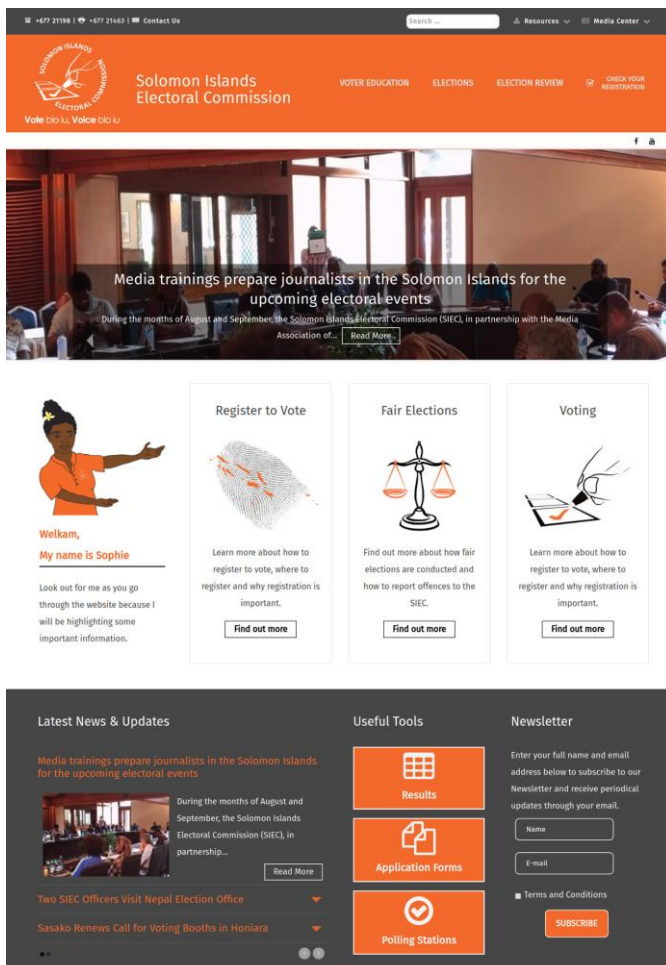 +677 21198 | +677 21463 | Contact Us
Search ...
Resources
Media Center
SOLOMON ISLANDS
ELECTORAL COMMISSION
Vote blo iu, Voice blo iu
Solomon Islands
Electoral Commission
VOTER EDUCATION
ELECTIONS
ELECTION REVIEW
CHECK YOUR
REGISTRATION
Media trainings prepare journalists in the Solomon Islands for the
upcoming electoral events
During the months of August and September, the Solomon Islands Electoral Commission (SIEC), in partnership with the Media
Association of... Read More
Welkam,
My name is Sophie
Look out for me as you go
through the website because I
will be highlighting some
important information.
Register to Vote
Learn more about how to
register to vote, where to
register and why registration is
important.
Find out more
Fair Elections
Find out more about how fair
elections are conducted and
how to report offences to the
SIEC.
Find out more
Voting
Learn more about how to
register to vote, where to
register and why registration is
important.
Find out more
Latest News & Updates
Media trainings prepare journalists in the Solomon Islands
for the upcoming electoral events
During the months of August and
September, the Solomon Islands
Electoral Commission (SIEC), in
partnership...
Read More
Two SIEC Officers Visit Nepal Election Office
Sasako Renews Call for Voting Booths in Honiara
Useful Tools
Results
Application Forms
Polling Stations
Newsletter
Enter your full name and email
address below to subscribe to our
Newsletter and receive periodical
updates through your email.
Name
E-mail
Terms and Conditions
SUBSCRIBE